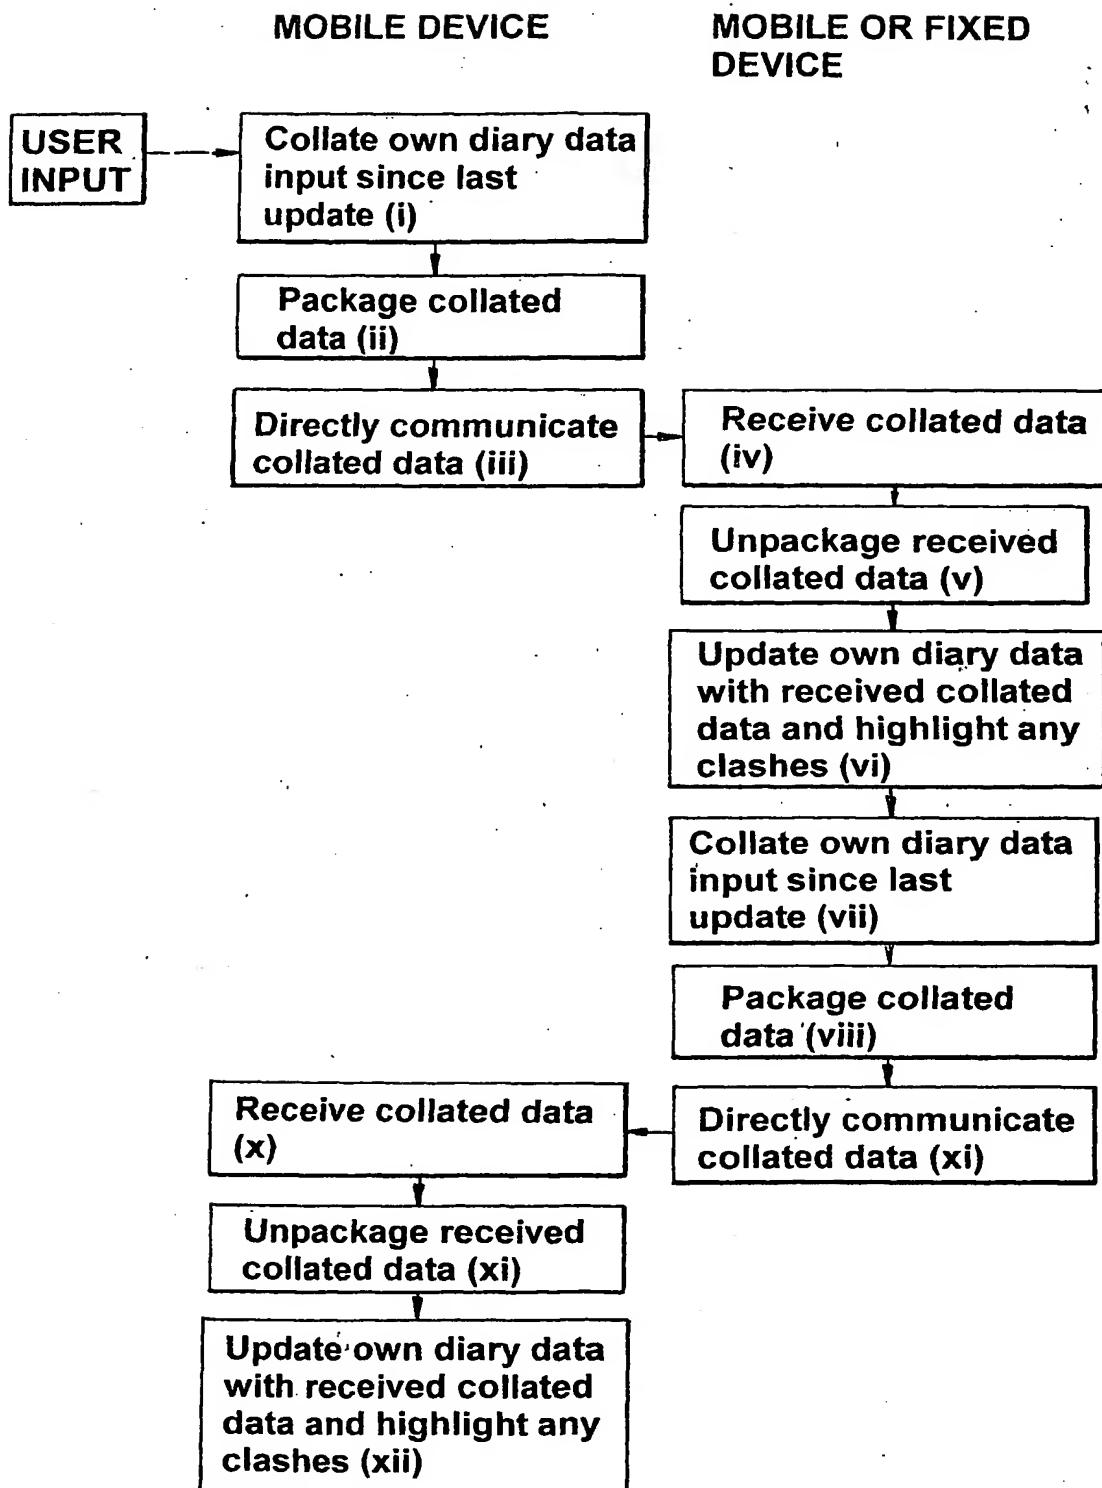 MOBILE DEVICE
MOBILE OR FIXED
DEVICE
USER
INPUT
Collate own diary data
input since last
update (i)
Package collated
data (ii)
Directly communicate
collated data (iii)
Receive collated data
(iv)
Unpackage received
collated data (v)
Update own diary data
with received collated
data and highlight any
clashes (vi)
Collate own diary data
input since last
update (vii)
Package collated
data (viii)
Directly communicate
collated data (xi)
Receive collated data
(x)
Unpackage received
collated data (xi)
Update own diary data
with received collated
data and highlight any
clashes (xii)